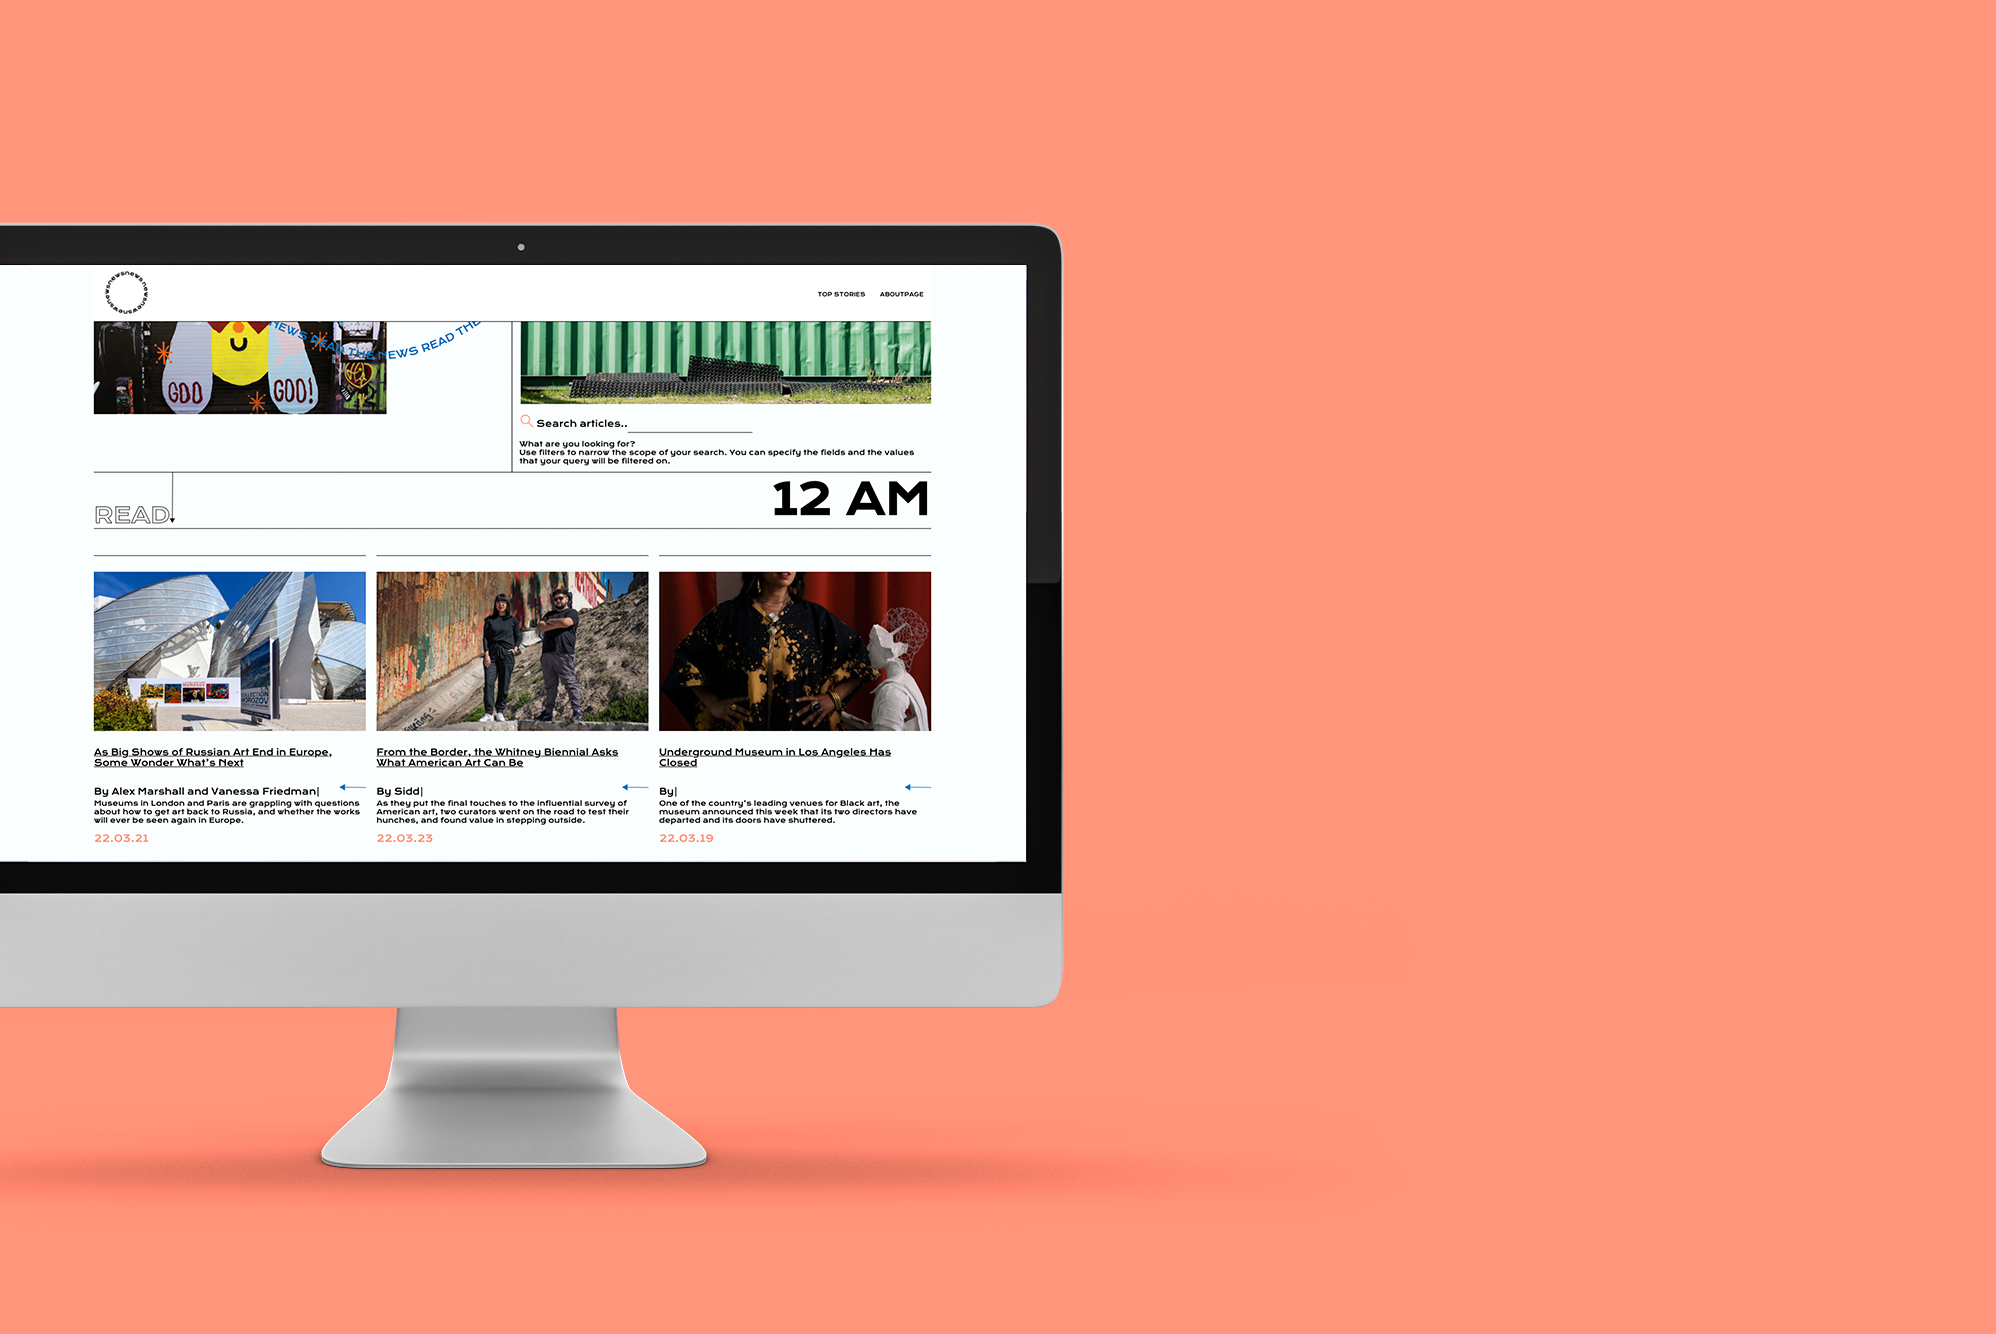 newsnewsnewsnewsnewsnews
TOP STORIES ABOUTPAGE
NEWS READ THE NEWS READ THE
GOD GOO!
Search articles..
What are you looking for?
Use filters to narrow the scope of your search. You can specify the fields and the values
that your query will be filtered on.
READ
12 AM
As Big Shows of Russian Art End in Europe,
Some Wonder What's Next
By Alex Marshall and Vanessa Friedman|
Museums in London and Paris are grappling with questions
about how to get art back to Russia, and whether the works
will ever be seen again in Europe.
22.03.21
From the Border, the Whitney Biennial Asks
What American Art Can Be
By Sidd|
As they put the final touches to the influential survey of
American art, two curators went on the road to test their
hunches, and found value in stepping outside.
22.03.23
Underground Museum in Los Angeles Has
Closed
By|
One of the country's leading venues for Black art, the
museum announced this week that its two directors have
departed and its doors have shuttered.
22.03.19